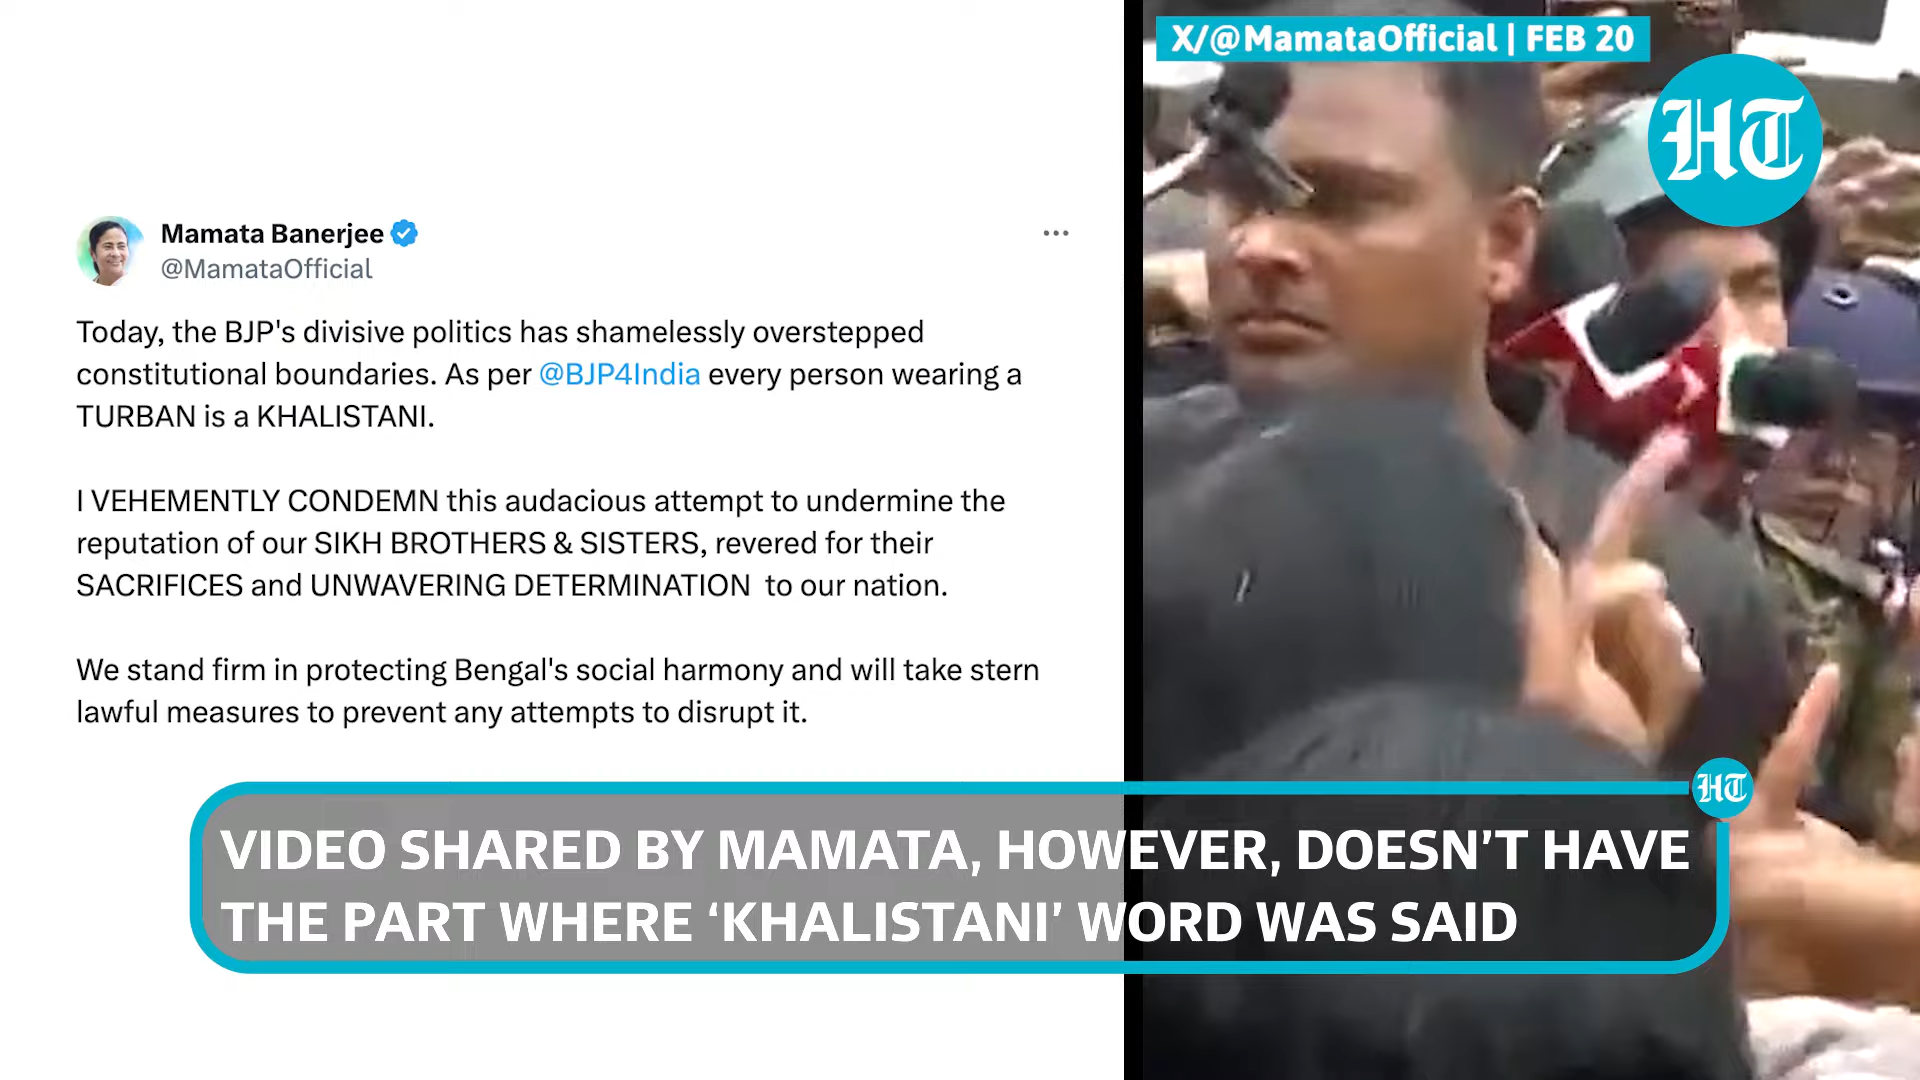 X/@MamataOfficial | FEB 20
HT
Mamata Banerjee
@MamataOfficial
Today, the BJP's divisive politics has shamelessly overstepped
constitutional boundaries. As per @BJP4India every person wearing a
TURBAN is a KHALISTANI.
I VEHEMENTLY CONDEMN this audacious attempt to undermine the
reputation of our SIKH BROTHERS & SISTERS, revered for their
SACRIFICES and UNWAVERING DETERMINATION to our nation.
We stand firm in protecting Bengal's social harmony and will take stern
lawful measures to prevent any attempts to disrupt it.
HT
VIDEO SHARED BY MAMATA, HOWEVER, DOESN’T HAVE
THE PART WHERE ‘KHALISTANI’ WORD WAS SAID